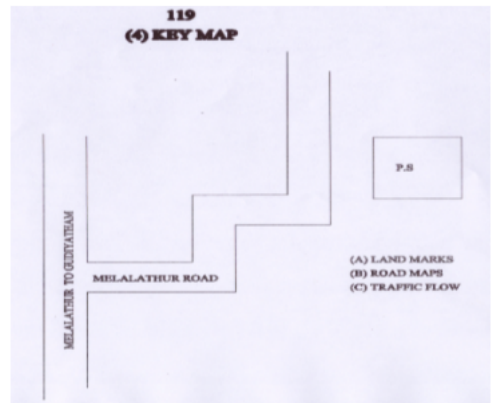 119
(4) KEY MAP
P.S
MELALATHUR TO GUDIYATHAM
MELALATHUR ROAD
(A) LAND MARKS
(B) ROAD MAPS
(C) TRAFFIC FLOW